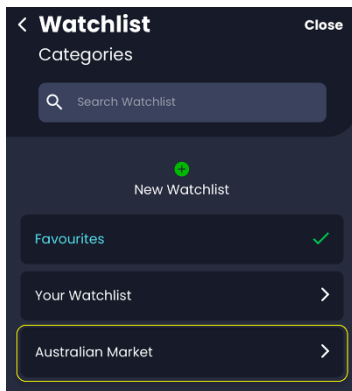 Watchlist
Close
Categories
Search Watchlist
New Watchlist
Favourites
Your Watchlist
Australian Market